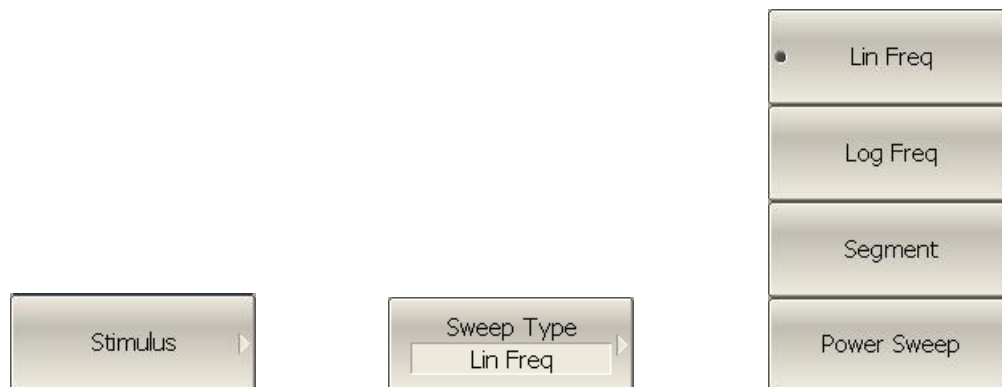 Stimulus
Sweep Type
Lin Freq
Lin Freq
Log Freq
Segment
Power Sweep